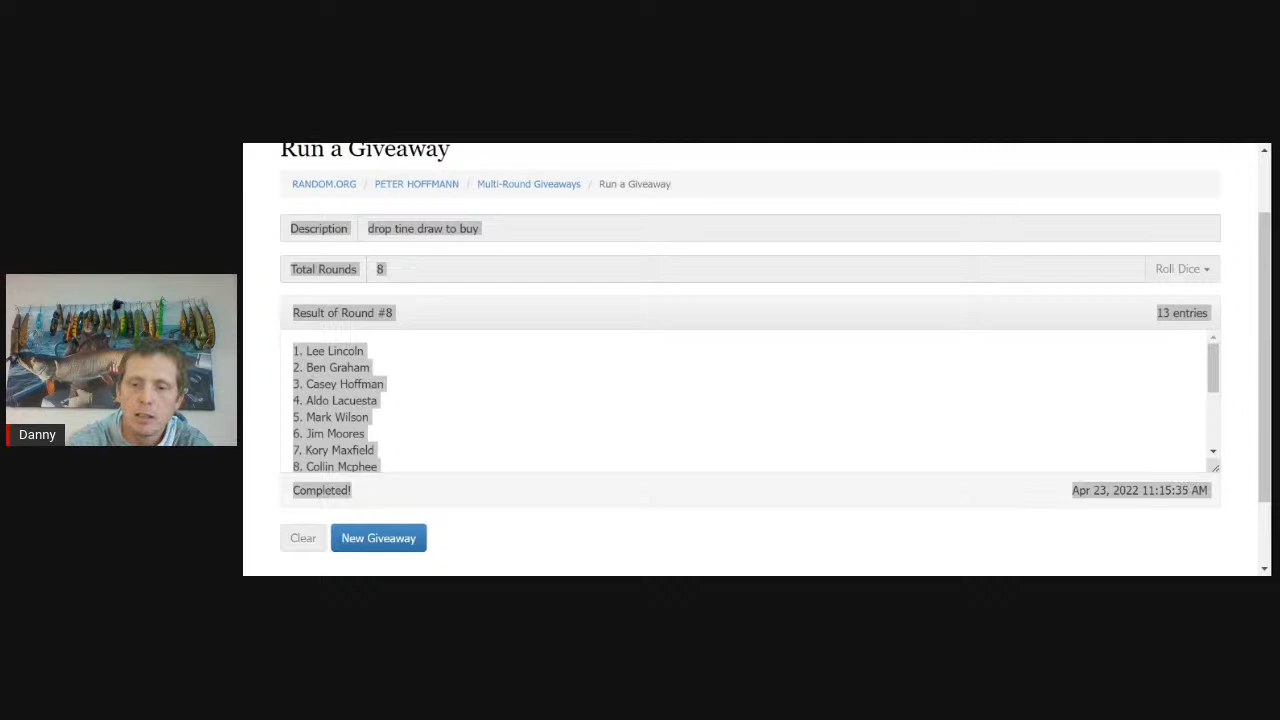 Run a Giveaway
RANDOM.ORG / PETER HOFFMANN / Multi-Round Giveaways / Run a Giveaway
Description drop tine draw to buy
Total Rounds 8 Roll Dice
Result of Round #8 13 entries
1. Lee Lincoln
2. Ben Graham
3. Casey Hoffman
4. Aldo Lacuesta
5. Mark Wilson
6. Jim Moores
7. Kory Maxfield
8. Collin Mcphee
Completed! Apr 23, 2022 11:15:35 AM
Clear New Giveaway
Danny